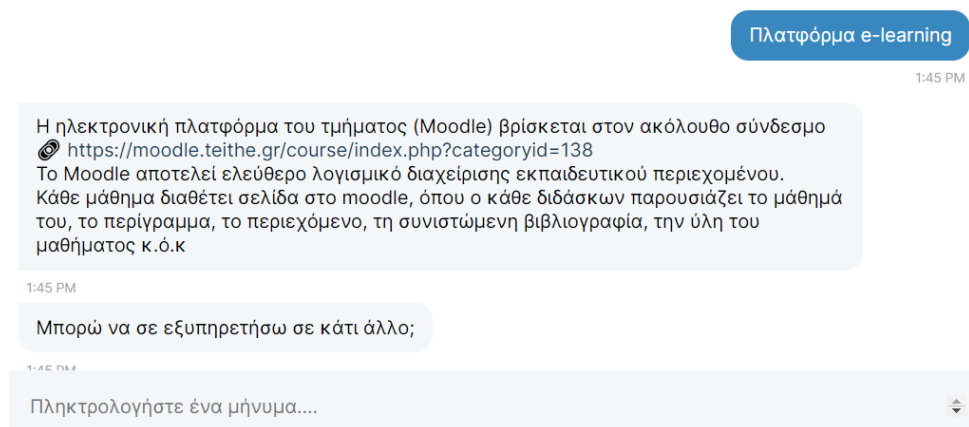 Πλατφόρμα e-learning
1:45 PM
Η ηλεκτρονική πλατφόρμα του τμήματος (Moodle) βρίσκεται στον ακόλουθο σύνδεσμο
https://moodle.teithe.gr/course/index.php?categoryid=138
Το Moodle αποτελεί ελεύθερο λογισμικό διαχείρισης εκπαιδευτικού περιεχομένου.
Κάθε μάθημα διαθέτει σελίδα στο moodle, όπου ο κάθε διδάσκων παρουσιάζει το μάθημά
του, το περίγραμμα, το περιεχόμενο, τη συνιστώμενη βιβλιογραφία, την ύλη του
μαθήματος κ.ό.κ
1:45 PM
Μπορώ να σε εξυπηρετήσω σε κάτι άλλο;
1:45 PM
Πληκτρολογήστε ένα μήνυμα....